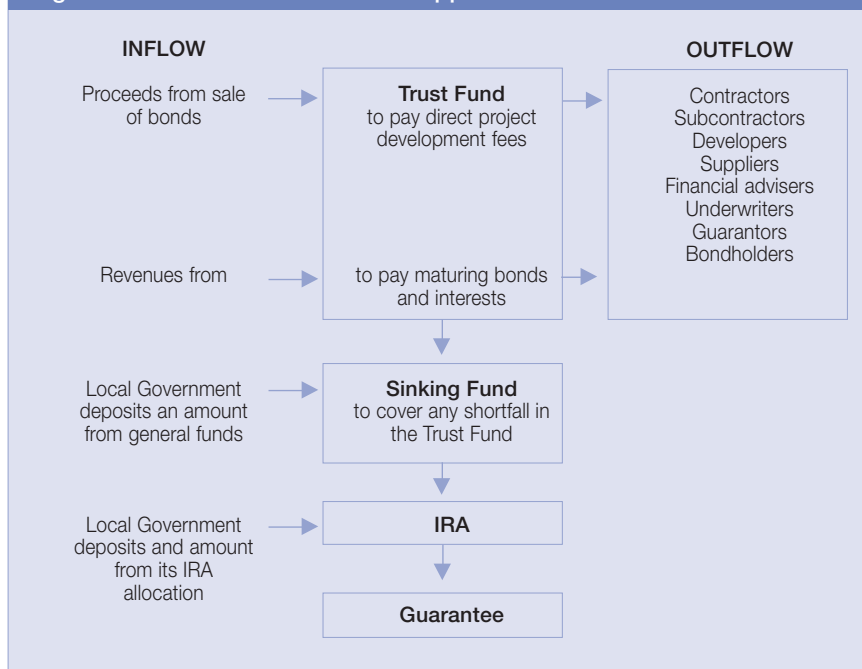 INFLOW
OUTFLOW
Proceeds from sale
of bonds
Trust Fund
to pay direct project
development fees
Contractors
Subcontractors
Developers
Suppliers
Financial advisers
Underwriters
Guarantors
Bondholders
Revenues from
to pay maturing bonds
and interests
Local Government
deposits an amount
from general funds
Sinking Fund
to cover any shortfall in
the Trust Fund
Local Government
deposits and amount
from its IRA
allocation
IRA
Guarantee